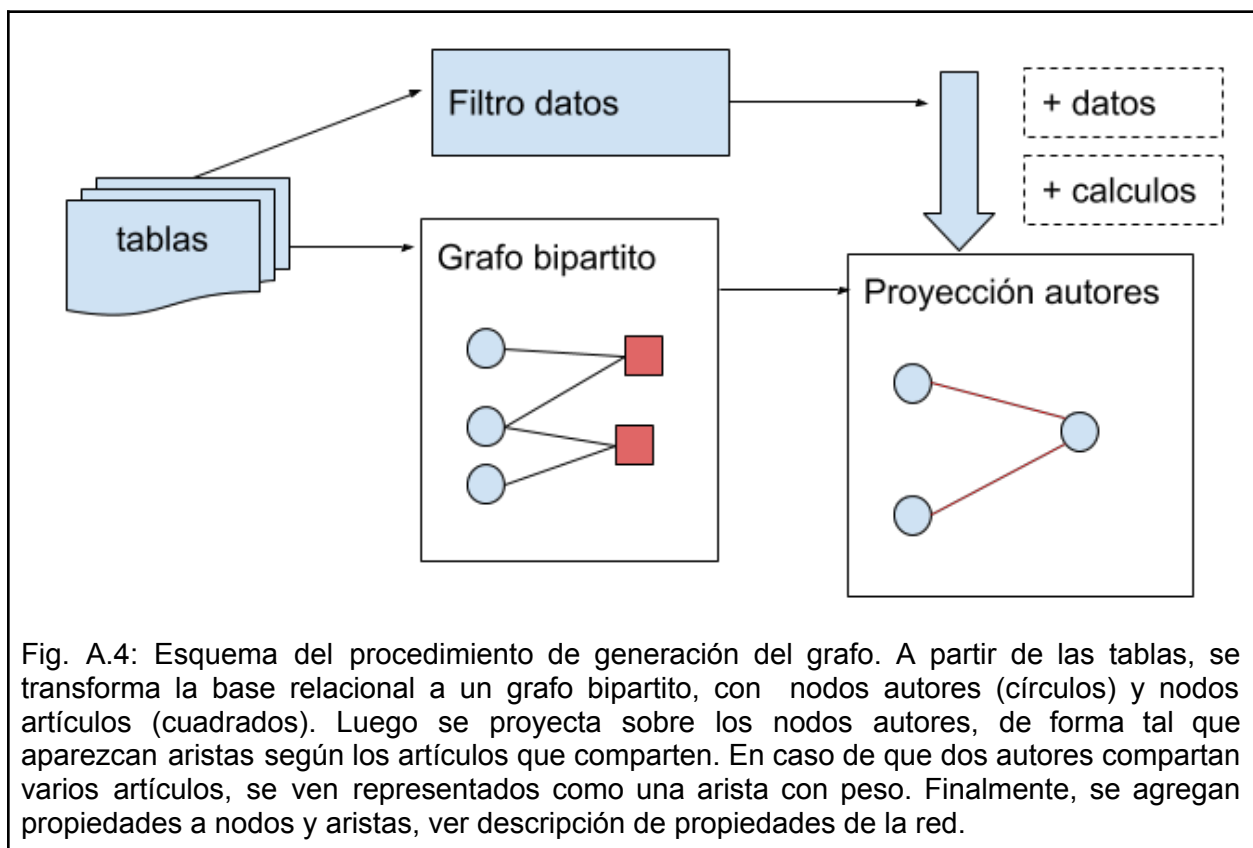 Filtro datos
+ datos
+ calculos
tablas
Grafo bipartito
Proyección autores
Fig. A.4: Esquema del procedimiento de generación del grafo. A partir de las tablas, se
transforma la base relacional a un grafo bipartito, con nodos autores (círculos) y nodos
artículos (cuadrados). Luego se proyecta sobre los nodos autores, de forma tal que
aparezcan aristas según los artículos que comparten. En caso de que dos autores compartan
varios artículos, se ven representados como una arista con peso. Finalmente, se agregan
propiedades a nodos y aristas, ver descripción de propiedades de la red.